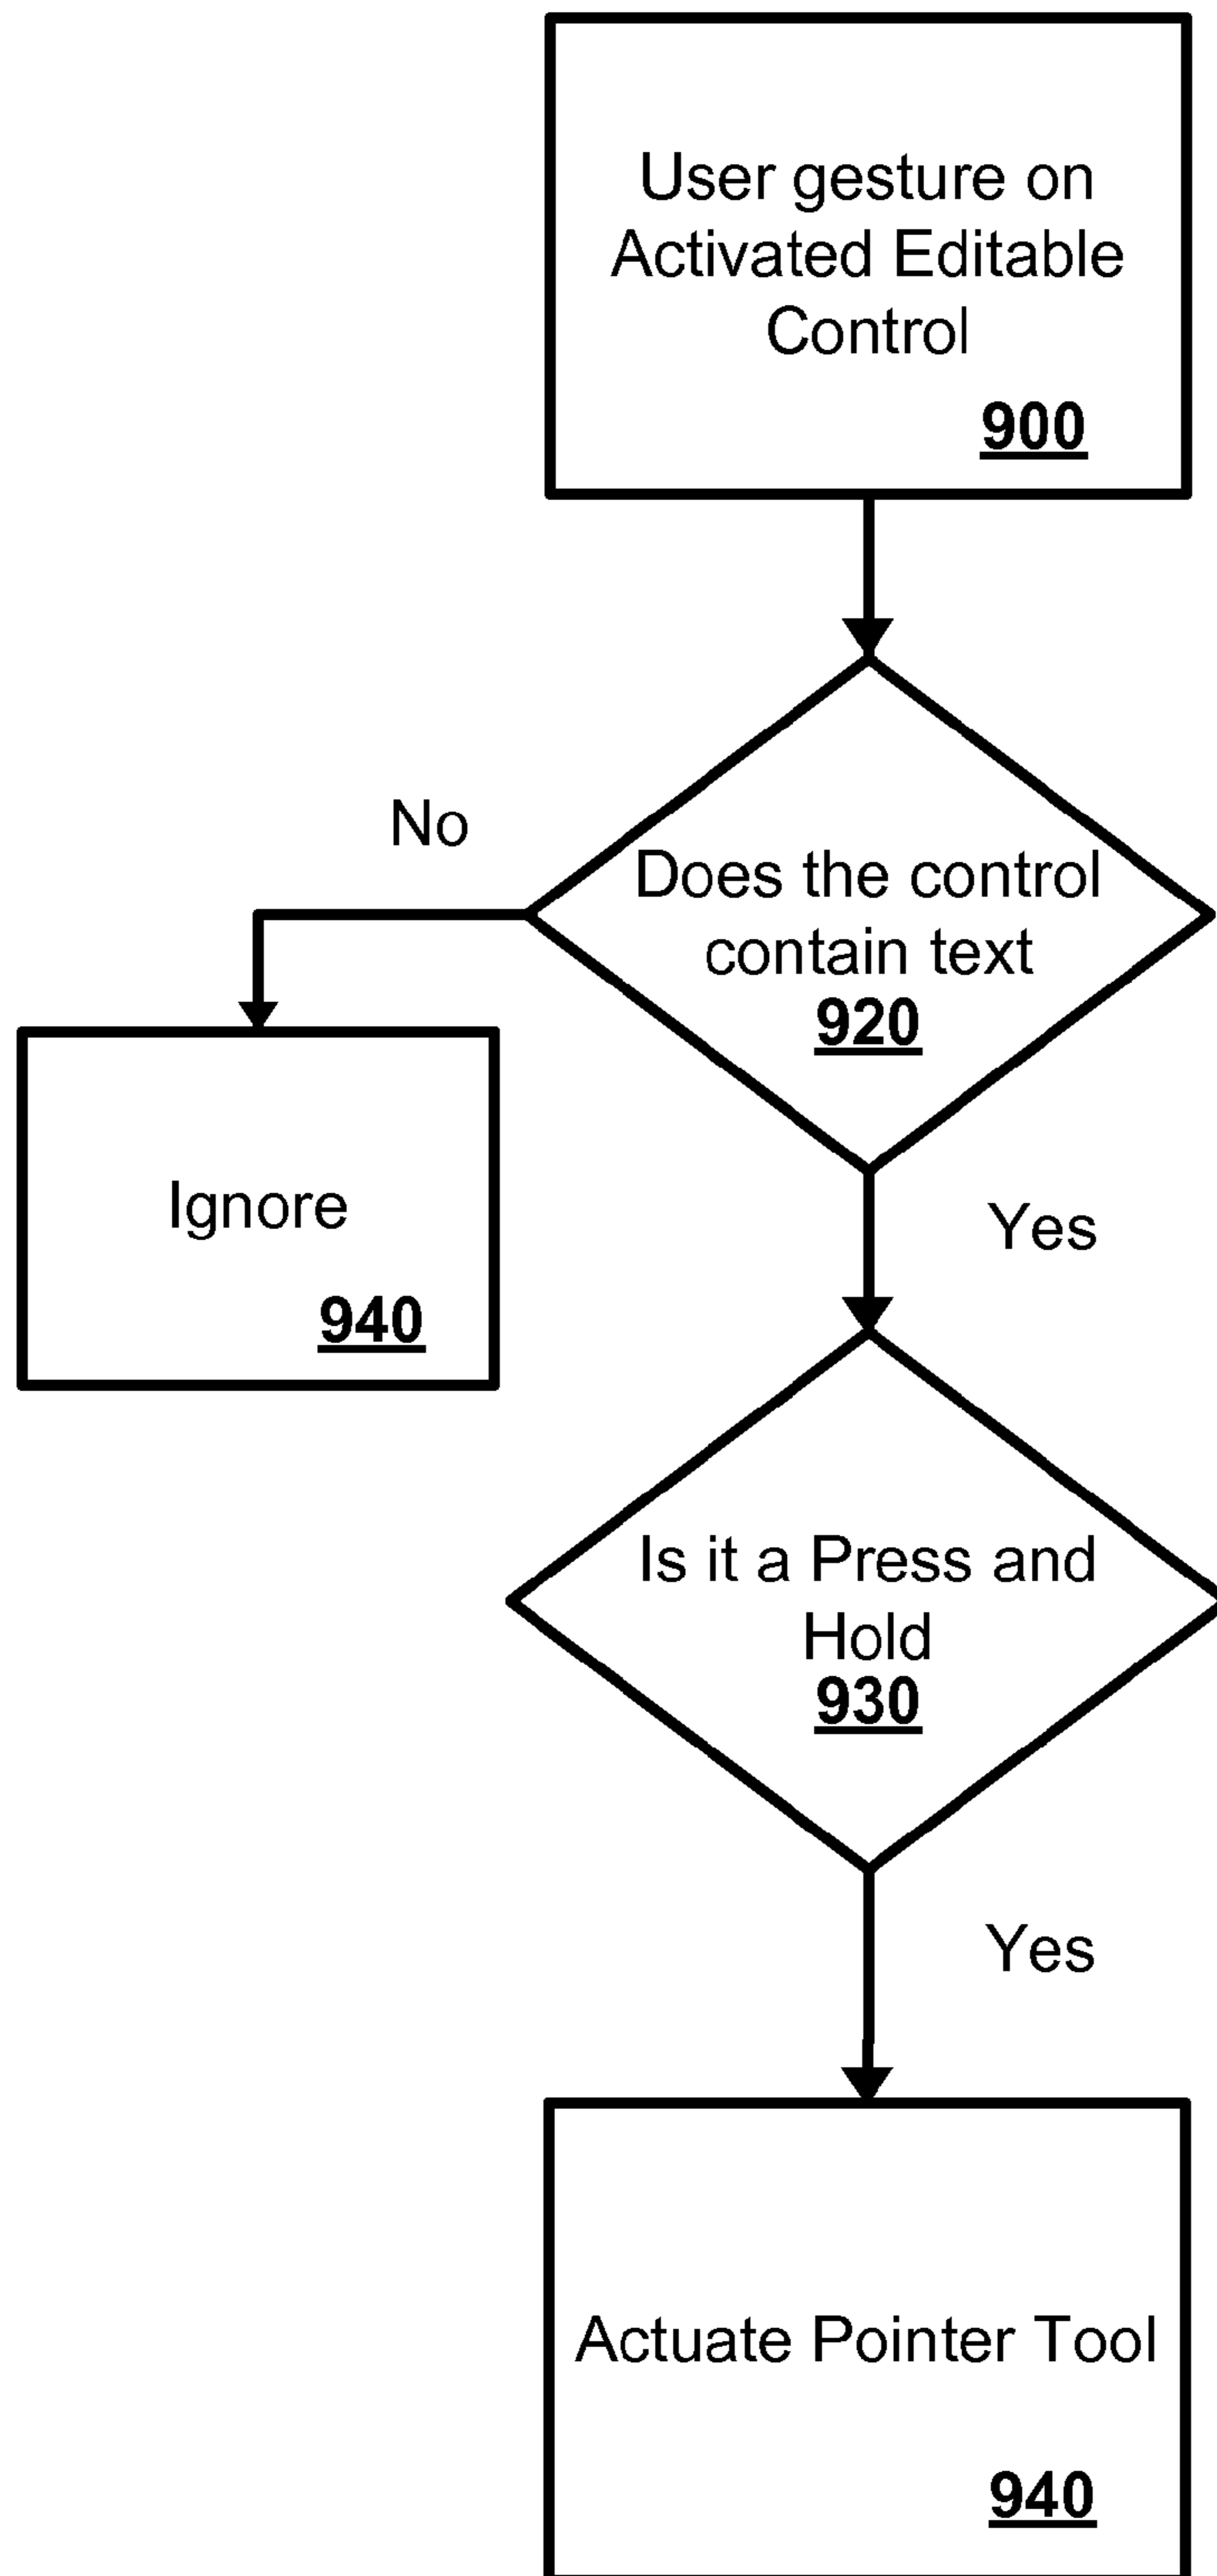 User gesture on
Activated Editable
Control
900
No
Does the control
contain text
920
Ignore
940
Yes
Is it a Press and
Hold
930
Yes
Actuate Pointer Tool
940